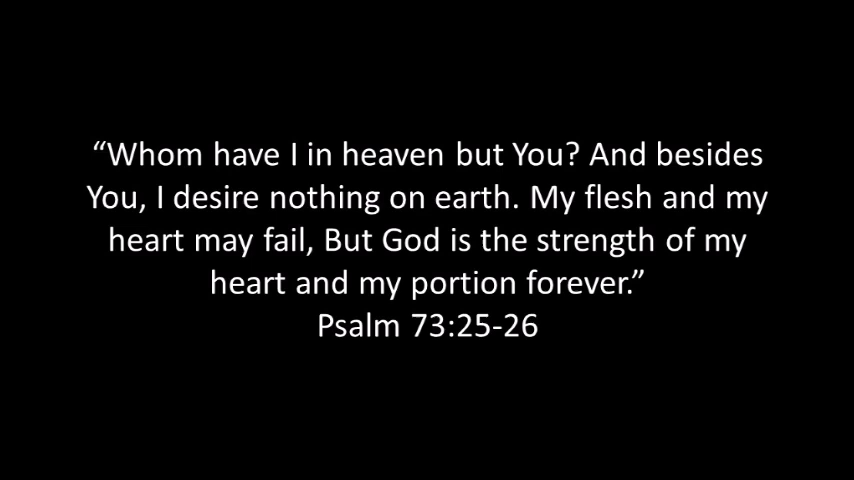 “Whom have I in heaven but You? And besides
You, I desire nothing on earth. My flesh and my
heart may fail, But God is the strength of my
heart and my portion forever.”
Psalm 73:25-26